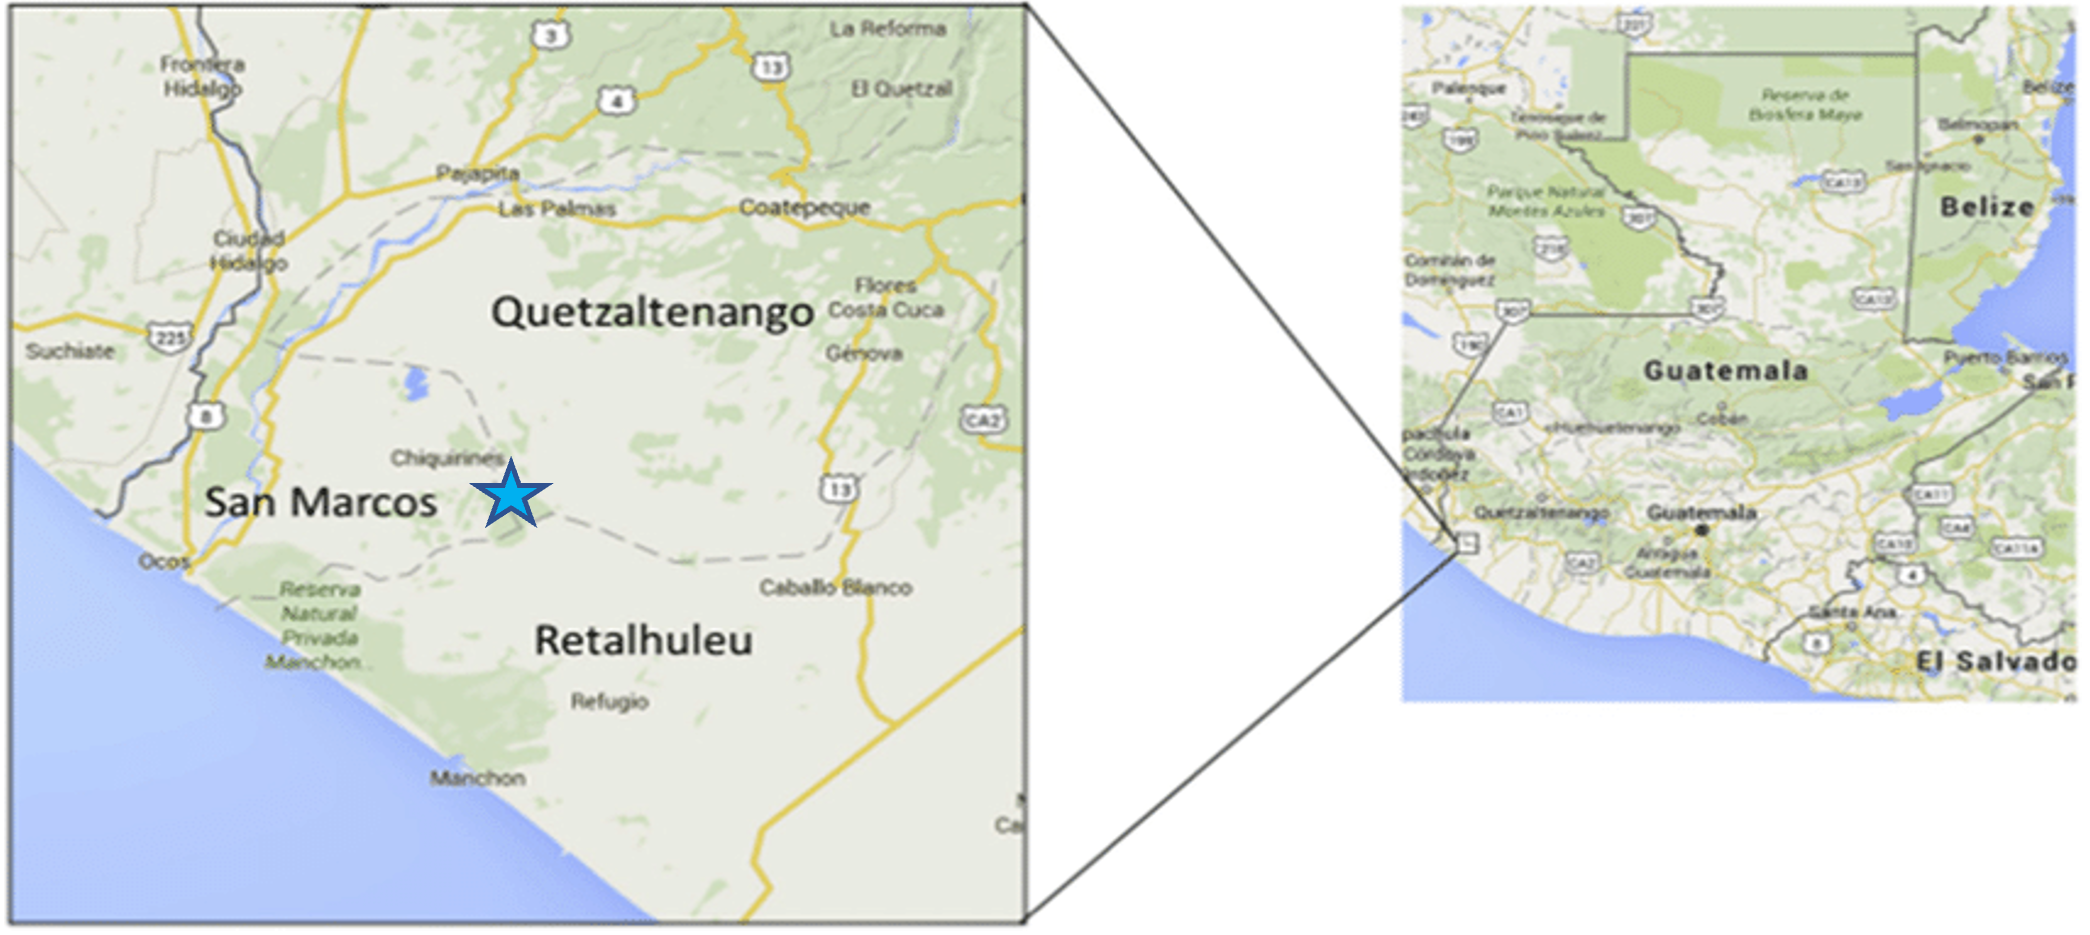 3
La Reforma
Frontera
Hidalgo
13
El Quetzal
4
Pajapita
Las Palmas
Coatepeque
Ciudad
Hidalgo
Flores
Costa Cuca
Quetzaltenango
225
Suchiate
Génova
8
CA2
Chiquirines
San Marcos
13
Ocos
Caballo Blanco
Reserva
Natural
Privada
Manchon...
Retalhuleu
Refugio
Manchon
Ca
Palenque
Reserva de
Biosfera Maya
Belize
199
Tenosique de
Pino Suárez
Belmopan
San Ignacio
CA13
Parque Natural
Montes Azules
307
Belize
Comitán de
Domínguez
CA13
307
307
190
Puerto Barrios
San P
Guatemala
CA1
Cobán
Huehuetenango
pachula
Córdova
Ordoñez
CA11
Quetzaltenango
Guatemala
CA4
CA10
CA11A
Antigua
Guatemala
CA2
4
Santa Ana
8
El Salvado